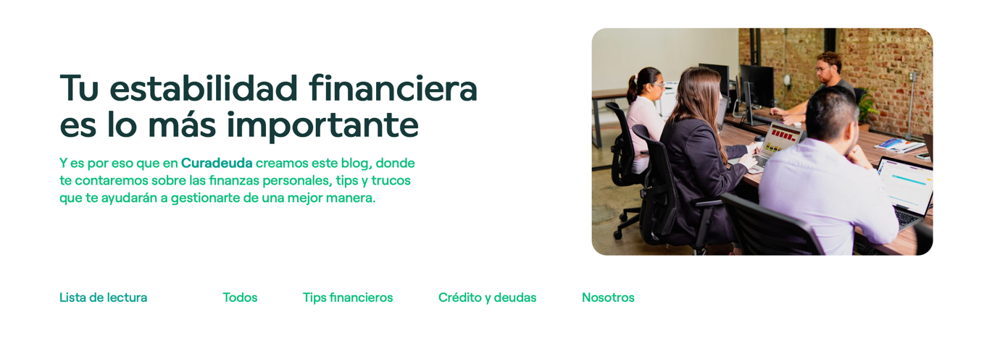 Tu estabilidad financiera
es lo más importante
Y es por eso que en Curadeuda creamos este blog, donde
te contaremos sobre las finanzas personales, tips y trucos
que te ayudarán a gestionarte de una mejor manera.
Lista de lectura Todos Tips financieros Crédito y deudas Nosotros